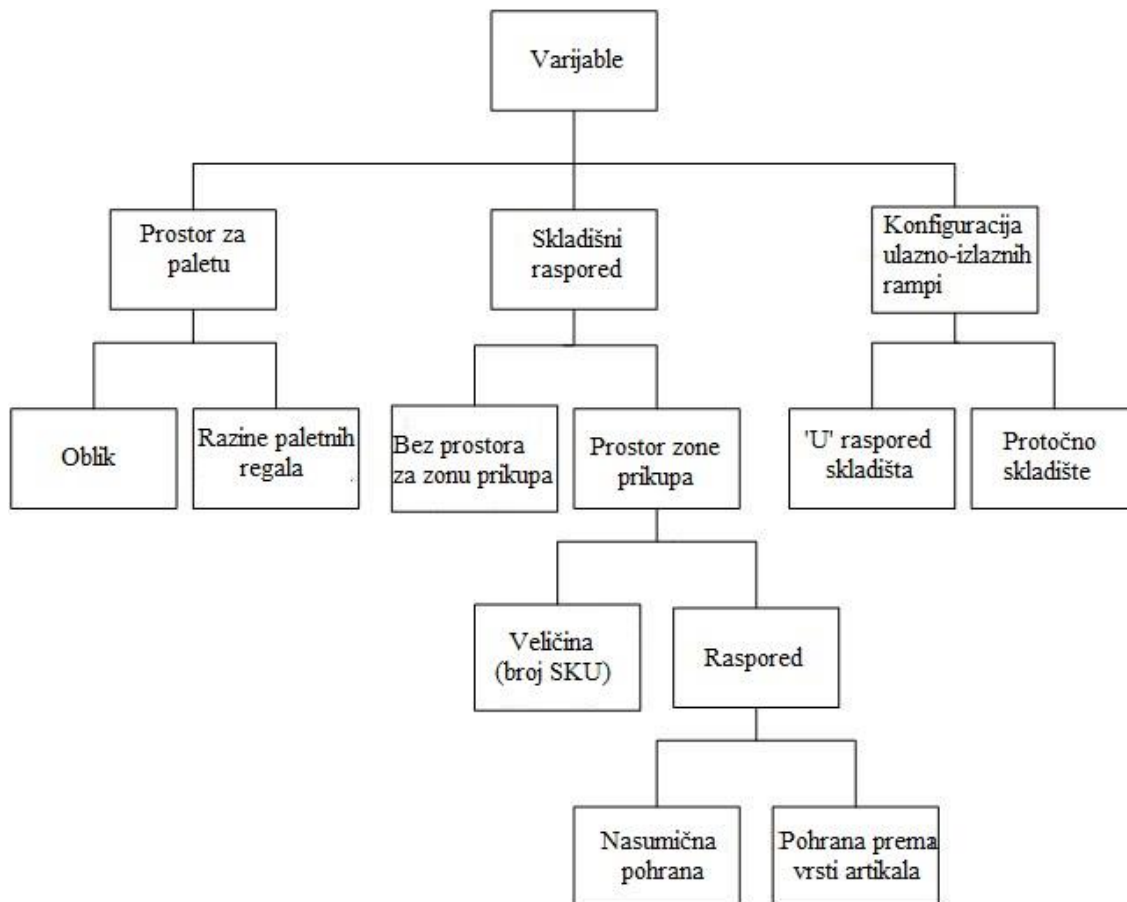 Varijable
Prostor za
paletu
Skladišni
raspored
Konfiguracija
ulazno-izlaznih
rampi
Oblik
Razine paletnih
regala
Bez prostora
za zonu prikupa
Prostor zone
prikupa
'U' raspored
skladišta
Protočno
skladište
Veličina
(broj SKU)
Raspored
Nasumična
pohrana
Pohrana prema
vrsti artikala